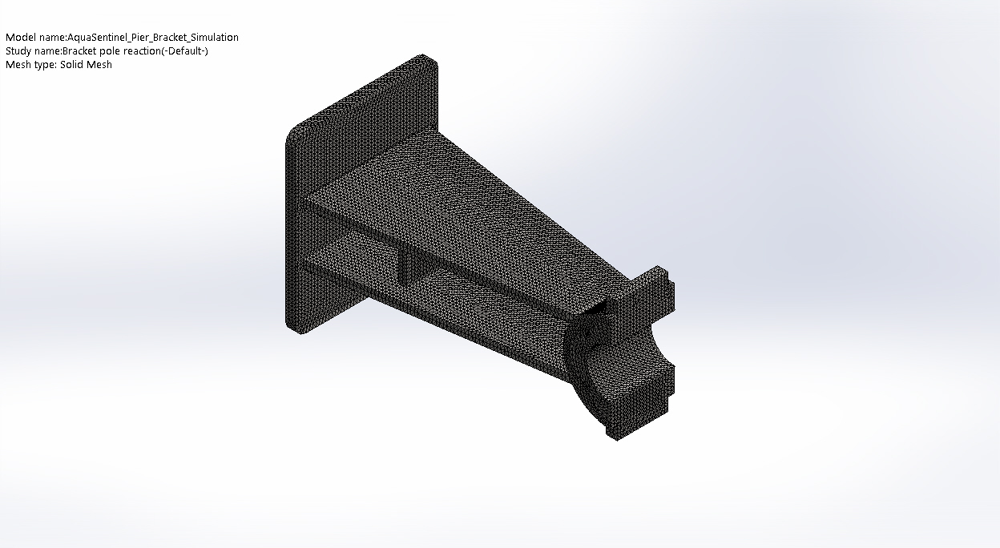 Model name:AquaSentinel_Pier_Bracket_Simulation
Study name:Bracket pole reaction(-Default-)
Mesh type: Solid Mesh